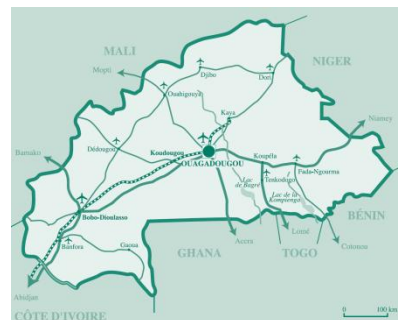 MALI
NIGER
Mopti
Djibo
Dori
Ouahigouya
Kaya
Niamey
Bamako
Dédougou
Koudougou
OUAGADOUGOU
Koupéla
Tenkodogo
Fada-Ngourma
Lac
de Bagré
Lac de la
Kompienga
Bobo-Dioulasso
BÉNIN
Banfora
Gaoua
GHANA
Accra
TOGO
Lomé
Cotonou
Abidjan
CÔTE D'IVOIRE
0 100 km